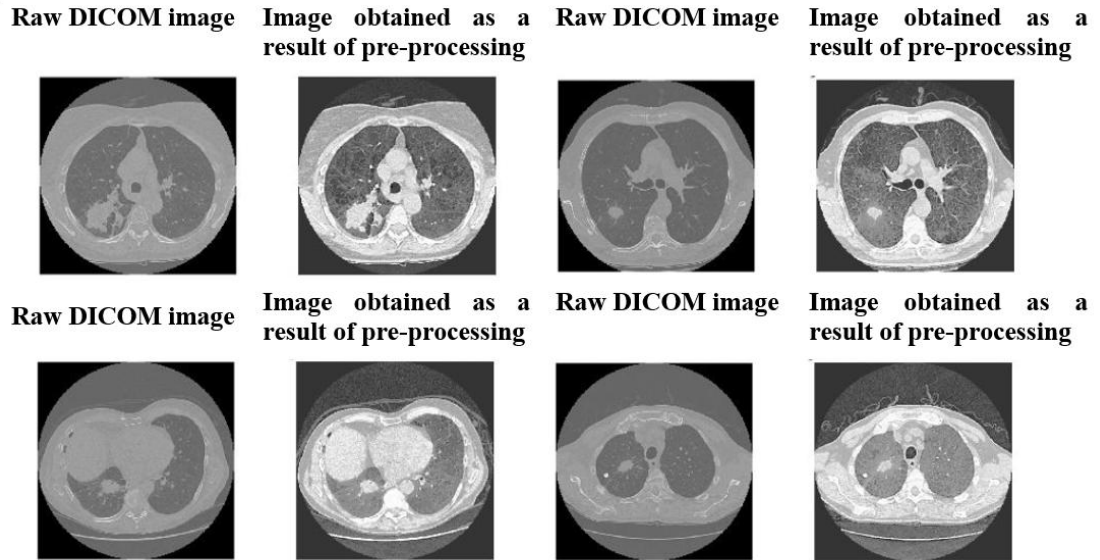 Raw DICOM image
Image obtained as a
result of pre-processing
Raw DICOM image
Image obtained as a
result of pre-processing
Raw DICOM image
Image obtained as a
result of pre-processing
Raw DICOM image
Image obtained as a
result of pre-processing